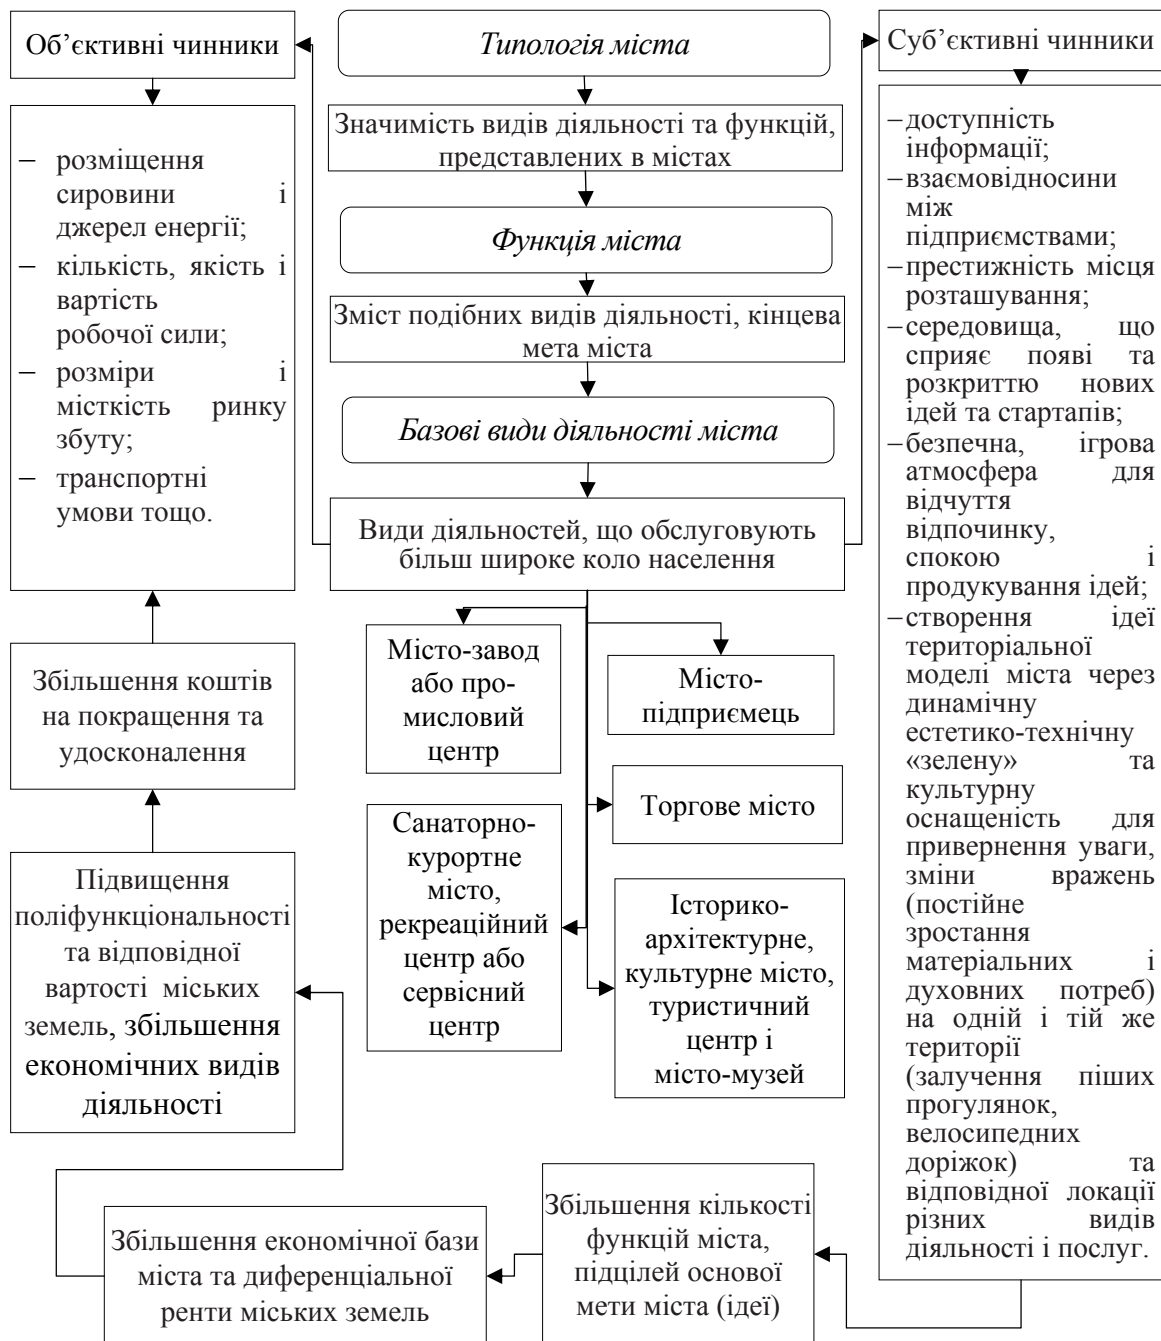 Об’єктивні чинники
Типологія міста
Суб’єктивні чинники
Значимість видів діяльності та функцій,
представлених в містах
Функція міста
Зміст подібних видів діяльності, кінцева
мета міста
Базові види діяльності міста
Види діяльностей, що обслуговують
більш широке коло населення
– розміщення
сировини і
джерел енергії;
– кількість, якість і
вартість
робочої сили;
– розміри і
місткість ринку
збуту;
– транспортні
умови тощо.
–доступність
інформації;
–взаємовідносини
між
підприємствами;
–престижність місця
розташування;
–середовища, що
сприяє появі та
розкриттю нових
ідей та стартапів;
–безпечна, ігрова
атмосфера для
відчуття
відпочинку,
спокою і
продукування ідей;
–створення ідеї
територіальної
моделі міста через
динамічну
естетико-технічну
«зелену» та
культурну
оснащеність для
привернення уваги,
зміни вражень
(постійне
зростання
матеріальних і
духовних потреб)
на одній і тій же
території
(залучення піших
прогулянок,
велосипедних
доріжок) та
відповідної локації
різних видів
діяльності і послуг.
Місто-завод
або про-
мисловий
центр
Місто-
підприємець
Торгове місто
Санаторно-
курортне
місто,
рекреаційний
центр або
сервісний
центр
Історико-
архітектурне,
культурне місто,
туристичний
центр і
місто-музей
Збільшення коштів
на покращення та
удосконалення
Підвищення
поліфункціональності
та відповідної
вартості міських
земель, збільшення
економічних видів
діяльності
Збільшення економічної бази
міста та диференціальної
ренти міських земель
Збільшення кількості
функцій міста,
підцілей основої
мети міста (ідеї)